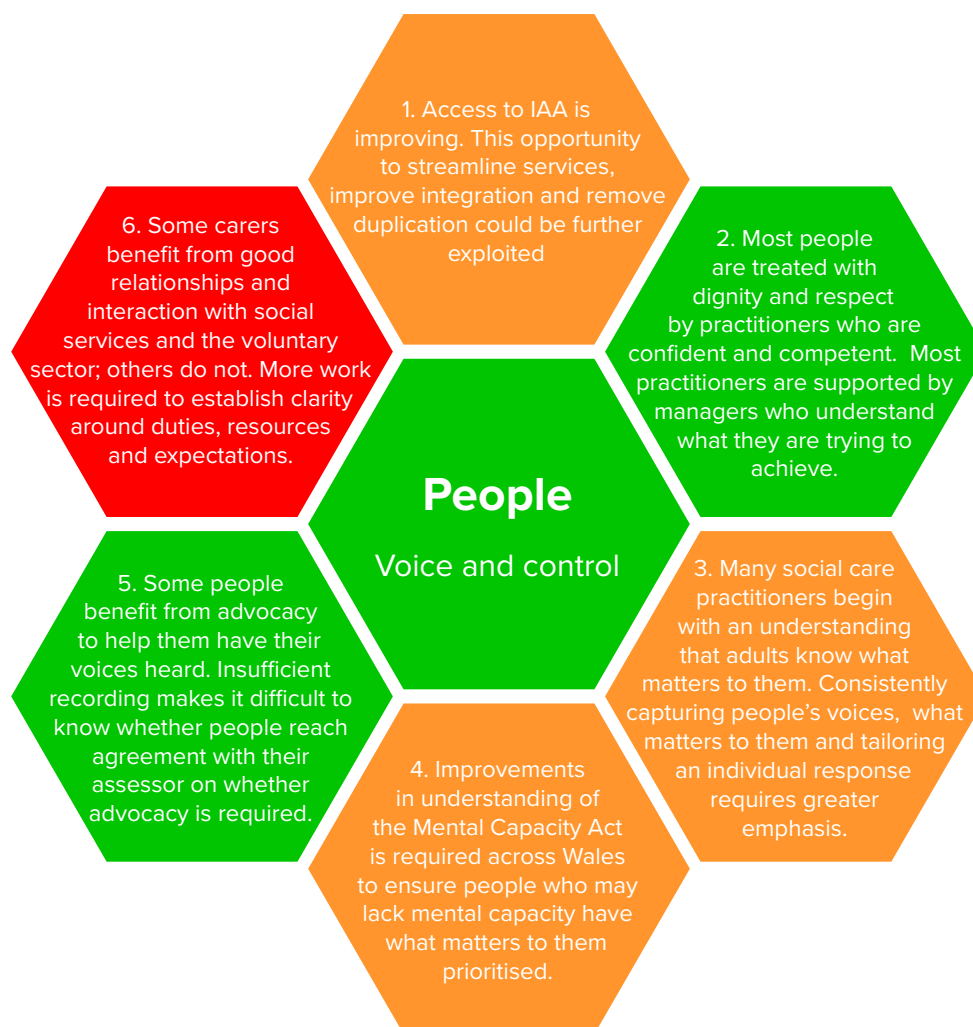 1. Access to IAA is
improving. This opportunity
to streamline services,
improve integration and remove
duplication could be further
exploited
2. Most people
are treated with
dignity and respect
by practitioners who are
confident and competent.  Most
practitioners are supported by
managers who understand
what they are trying to
achieve.
3. Many social care
practitioners begin
with an understanding
that adults know what
matters to them. Consistently
capturing people’s voices,  what
matters to them and tailoring
an individual response
requires greater
emphasis.
4. Improvements
in understanding of
the Mental Capacity Act
is required across Wales
to ensure people who may
lack mental capacity have
what matters to them
prioritised.
5. Some people
benefit from advocacy
to help them have their
voices heard. Insufficient
recording makes it difficult to
know whether people reach
agreement with their
assessor on whether
advocacy is required.
6. Some carers
benefit from good
relationships and
interaction with social
services and the voluntary
sector; others do not. More work
is required to establish clarity
around duties, resources
and expectations.
People
Voice and control